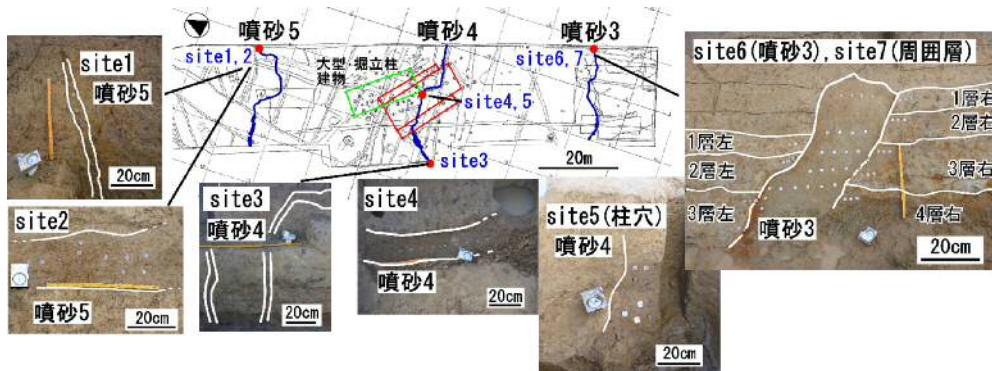 噴砂5
噴砂4
噴砂3
site1,2
大型・掘立柱
建物
site6,7
site4,5
site3
20m
site1
噴砂5
20cm
site2
噴砂5
20cm
site3
噴砂4
20cm
site4
噴砂4
20cm
site5(柱穴)
噴砂4
20cm
site6(噴砂3),site7(周囲層)
1層右
2層右
1層左
2層左
3層右
3層左
4層右
噴砂3
20cm